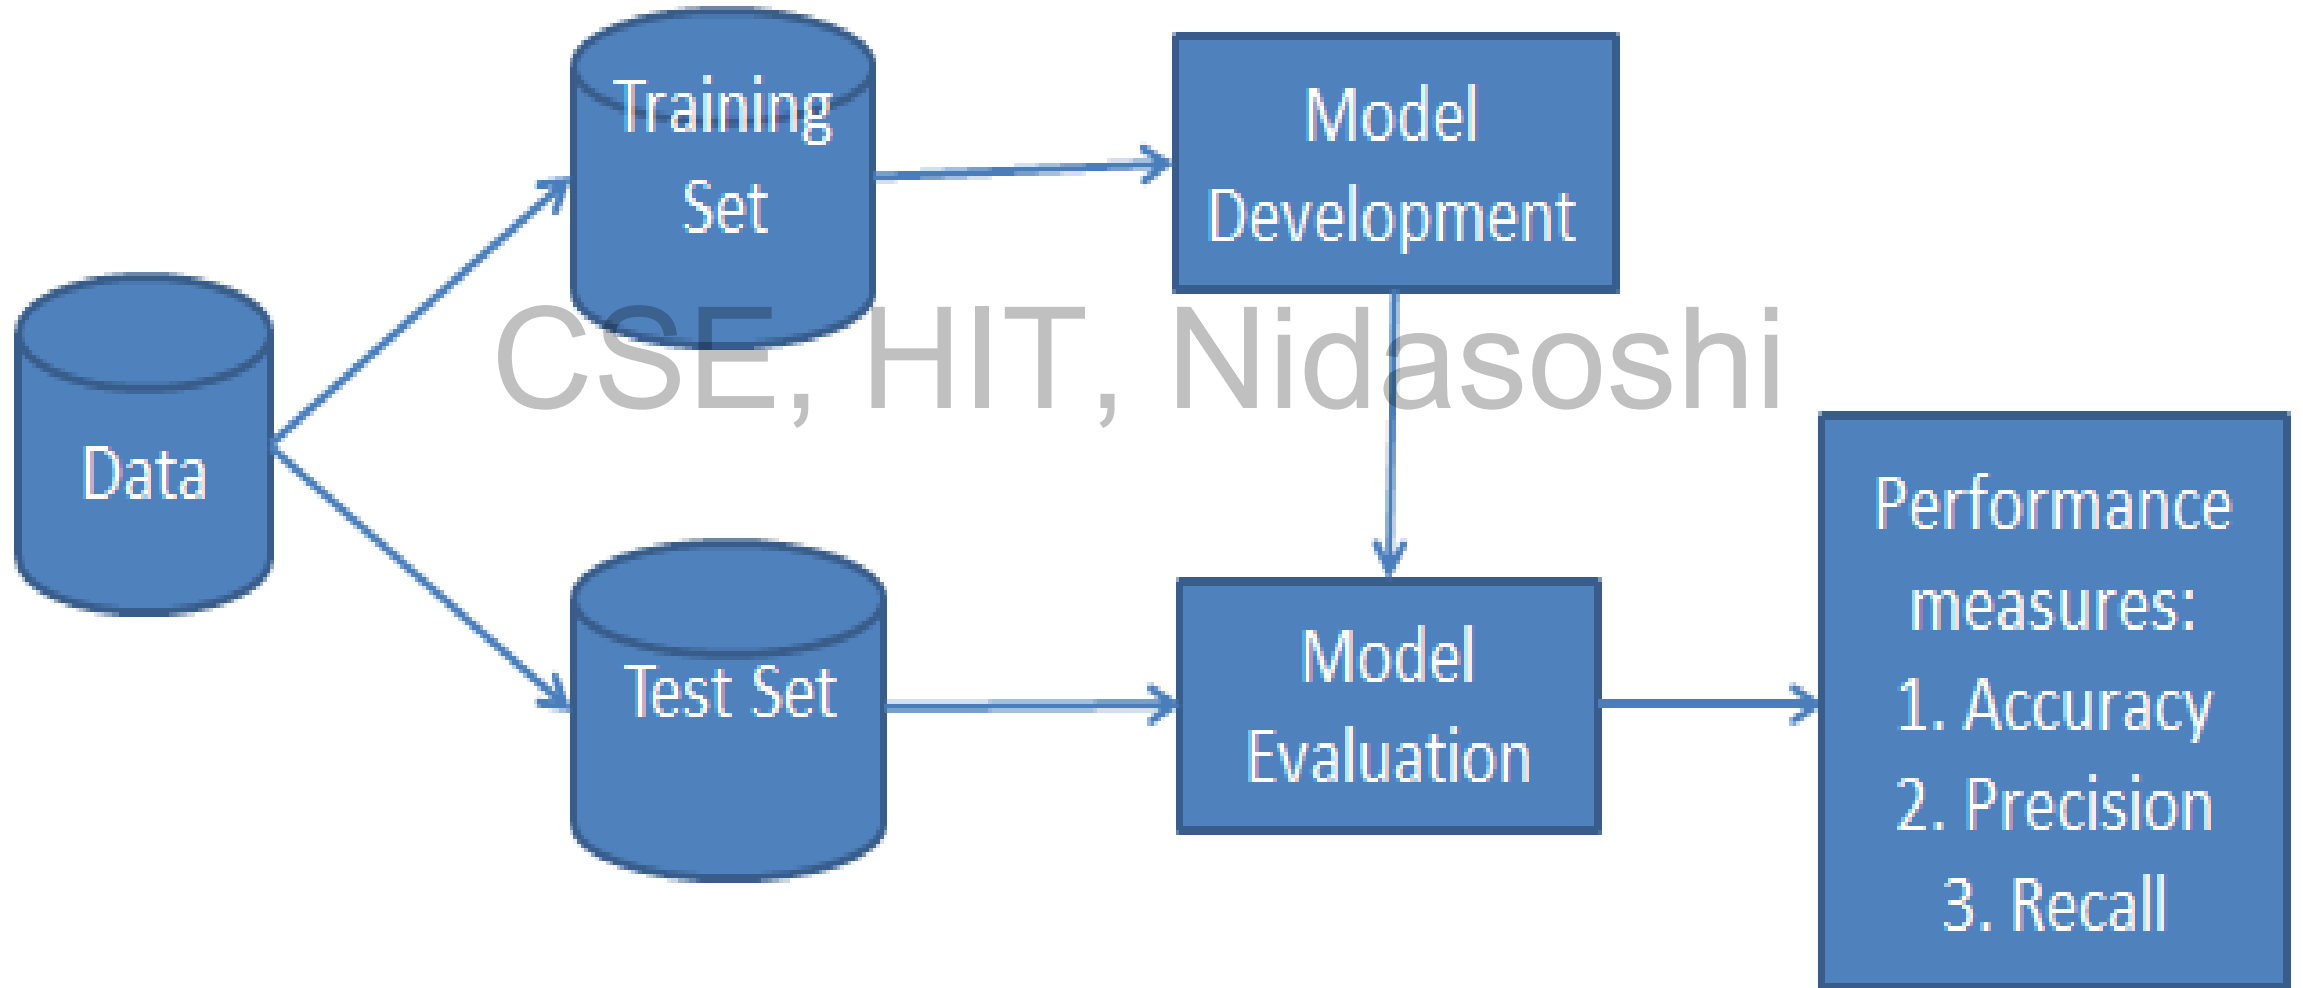 Training
Set
Model
Development
CSE, HIT, Nidasoshi
Data
Test Set
Model
Evaluation
Performance
measures:
1. Accuracy
2. Precision
3. Recall